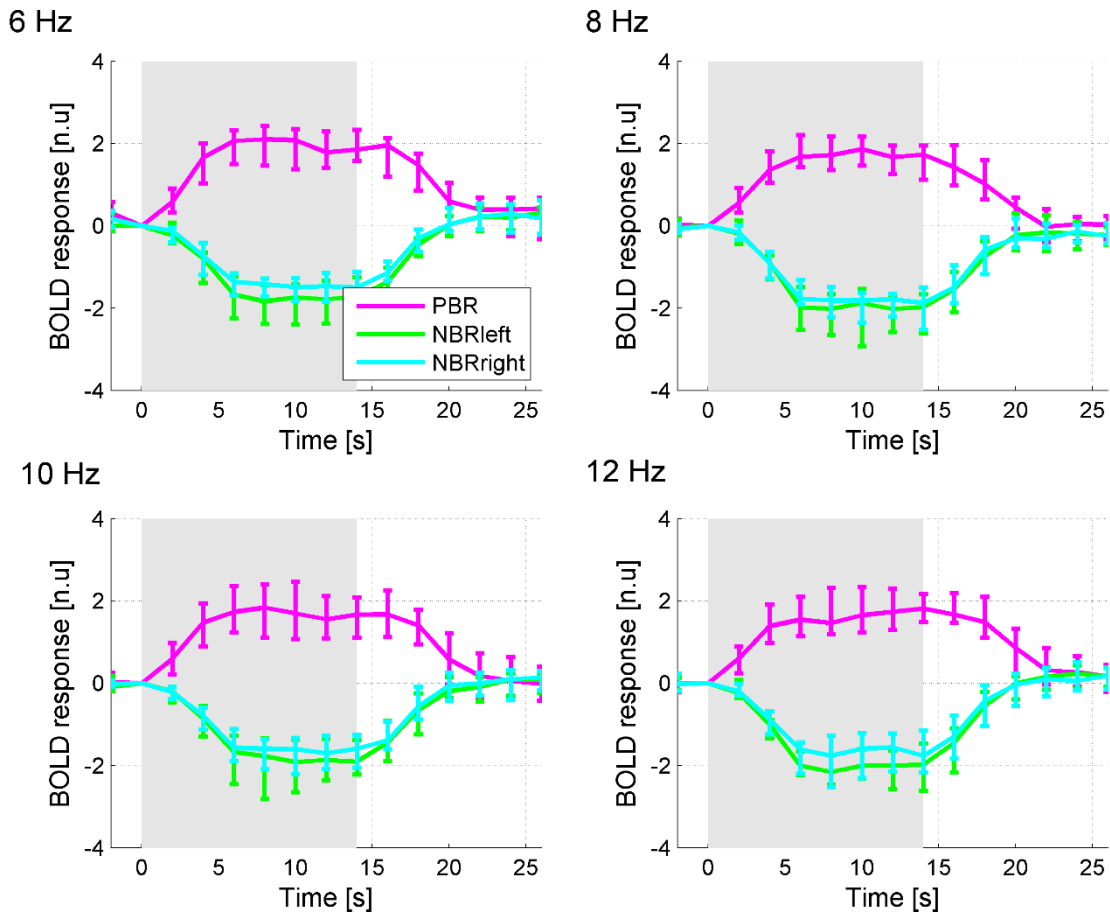 6 Hz
4
2
0
-2
-4
BOLD response [n.u]
PBR
NBRleft
NBRright
0 5 10 15 20 25
Time [s]
8 Hz
4
2
0
-2
-4
BOLD response [n.u]
0 5 10 15 20 25
Time [s]
10 Hz
4
2
0
-2
-4
BOLD response [n.u]
0 5 10 15 20 25
Time [s]
12 Hz
4
2
0
-2
-4
BOLD response [n.u]
0 5 10 15 20 25
Time [s]